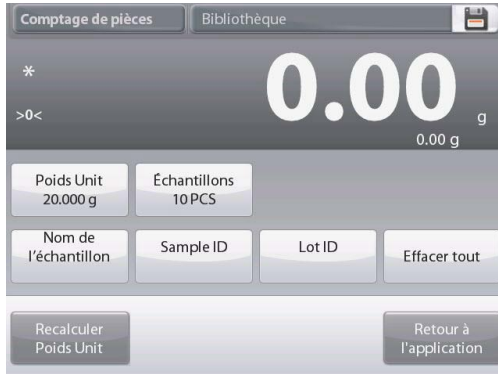 Comptage de pièces Bibliothèque
*
0.00 g
>0<
0.00 g
Poids Unit Échantillons
20.000 g 10 PCS
Nom de
l'échantillon Sample ID Lot ID Effacer tout
Recalculer Retour à
Poids Unit l'application